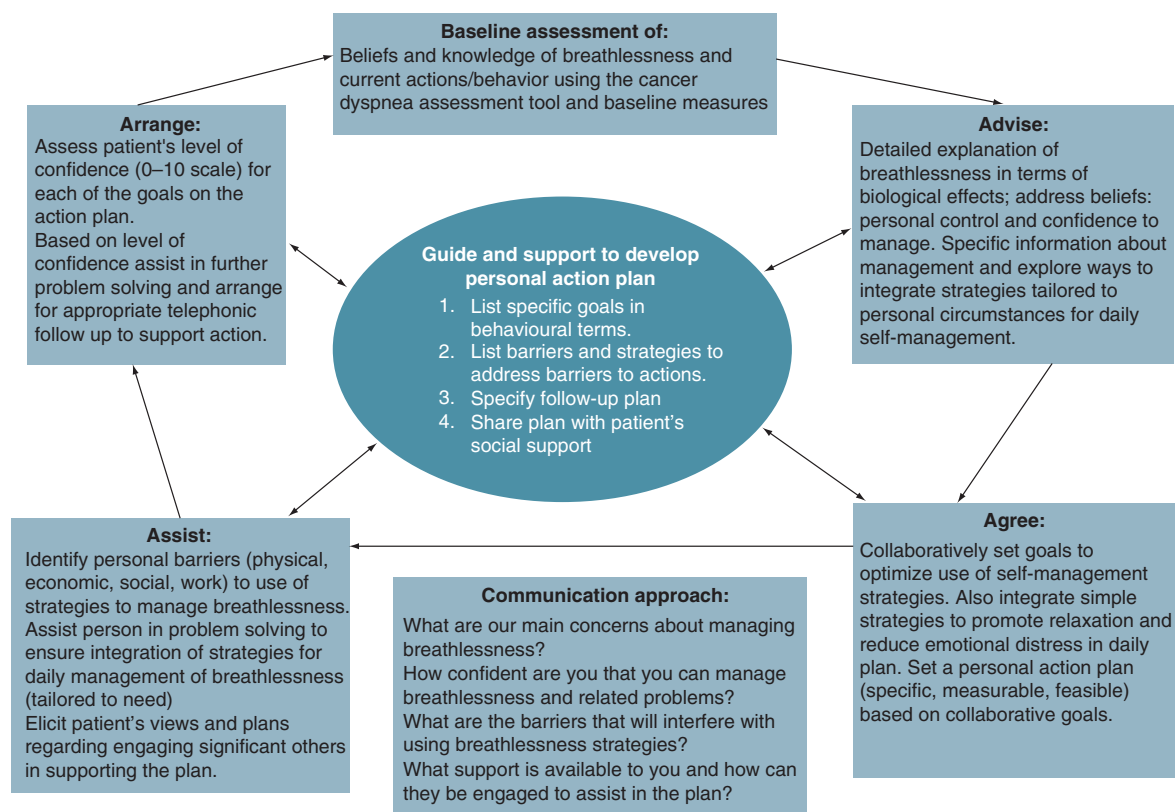 Baseline assessment of:
Beliefs and knowledge of breathlessness and
current actions/behavior using the cancer
dyspnea assessment tool and baseline measures
Arrange:
Assess patient's level of
confidence (0–10 scale) for
each of the goals on the
action plan.
Based on level of
confidence assist in further
problem solving and arrange
for appropriate telephonic
follow up to support action.
Advise:
Detailed explanation of
breathlessness in terms of
biological effects; address beliefs:
personal control and confidence to
manage. Specific information about
management and explore ways to
integrate strategies tailored to
personal circumstances for daily
self-management.
Guide and support to develop
personal action plan
1. List specific goals in
behavioural terms.
2. List barriers and strategies to
address barriers to actions.
3. Specify follow-up plan
4. Share plan with patient's
social support
Assist:
Identify personal barriers (physical,
economic, social, work) to use of
strategies to manage breathlessness.
Assist person in problem solving to
ensure integration of strategies for
daily management of breathlessness
(tailored to need)
Elicit patient's views and plans
regarding engaging significant others
in supporting the plan.
Communication approach:
What are our main concerns about managing
breathlessness?
How confident are you that you can manage
breathlessness and related problems?
What are the barriers that will interfere with
using breathlessness strategies?
What support is available to you and how can
they be engaged to assist in the plan?
Agree:
Collaboratively set goals to
optimize use of self-management
strategies. Also integrate simple
strategies to promote relaxation and
reduce emotional distress in daily
plan. Set a personal action plan
(specific, measurable, feasible)
based on collaborative goals.